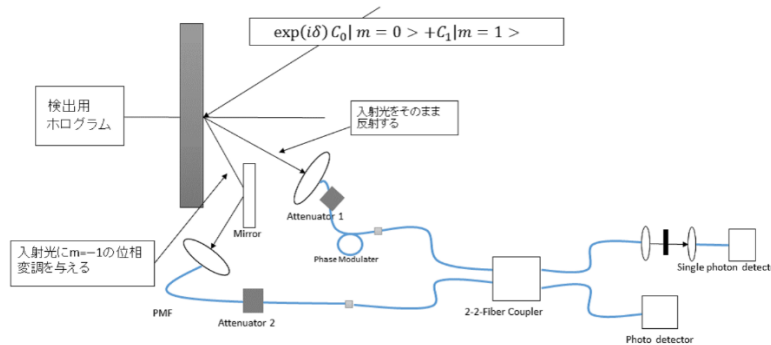 exp(iδ) C₀| m = 0 > +C₁|m = 1 >
検出用
ホログラム
入射光をそのまま
反射する
Attenuator 1
Mirror
入射光にm=−1の位相
変調を与える
Phase Modulater
Single photon detect
PMF
Attenuator 2
2-2-Fiber Coupler
Photo detector